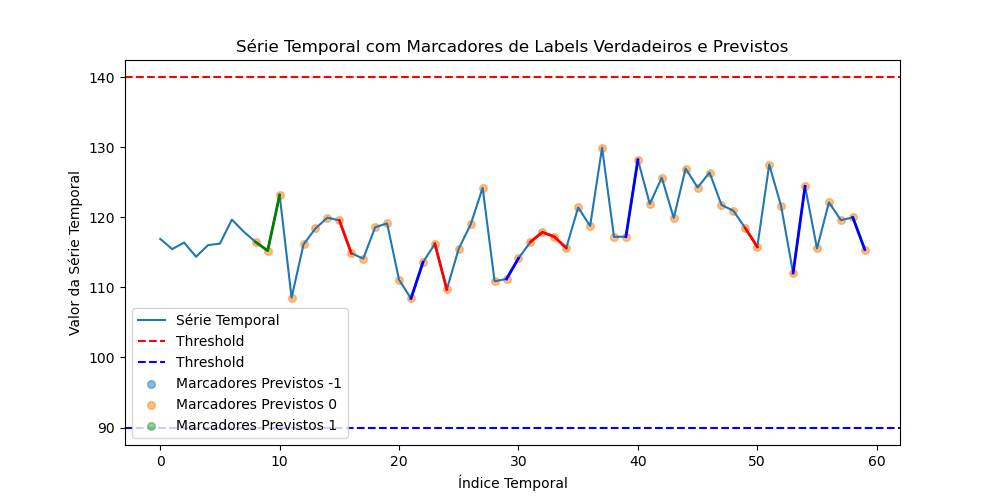 Série Temporal com Marcadores de Labels Verdadeiros e Previstos
Valor da Série Temporal
140
130
120
110
100
90
Série Temporal
Threshold
Threshold
Marcadores Previstos -1
Marcadores Previstos 0
Marcadores Previstos 1
0
10
20
30
40
50
60
Índice Temporal